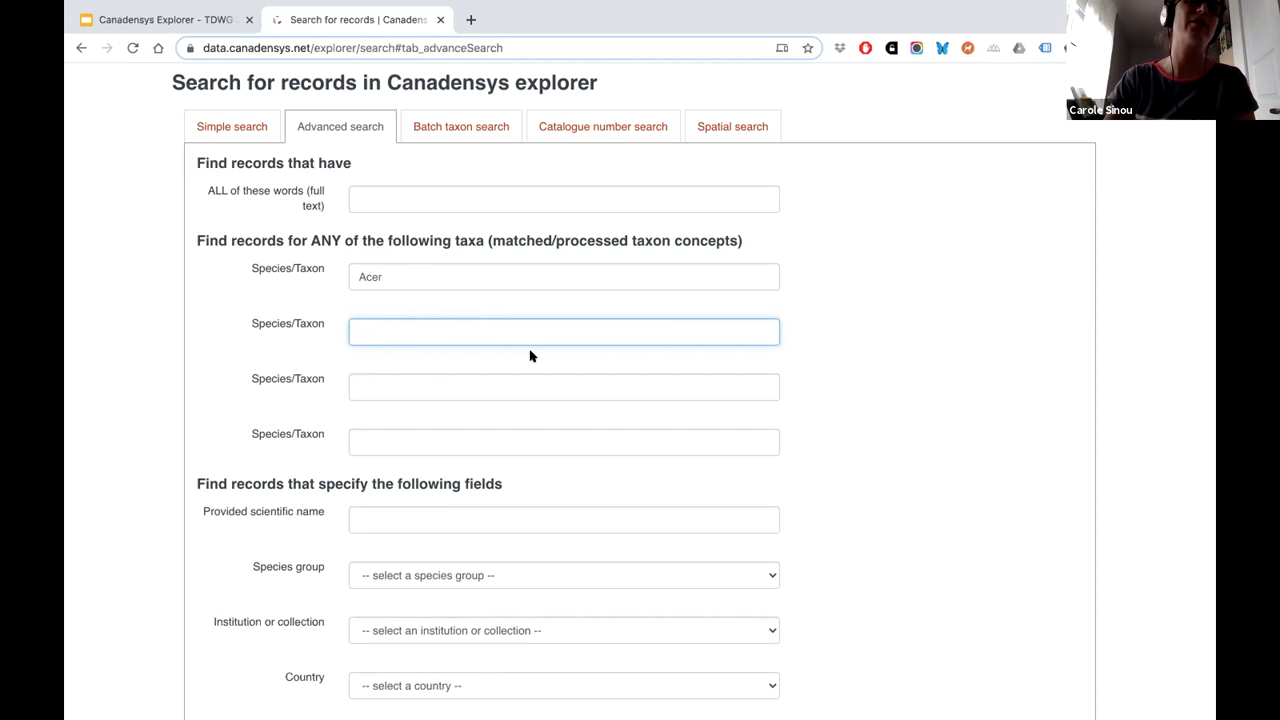 Canadensys Explorer - TDWG
Search for records | Canadens
data.canadensys.net/explorer/search#tab_advanceSearch
Carole Sinou
Search for records in Canadensys explorer
Simple search
Advanced search
Batch taxon search
Catalogue number search
Spatial search
Find records that have
ALL of these words (full
text)
Find records for ANY of the following taxa (matched/processed taxon concepts)
Species/Taxon
Acer
Species/Taxon
Species/Taxon
Species/Taxon
Find records that specify the following fields
Provided scientific name
Species group
-- select a species group --
Institution or collection
-- select an institution or collection --
Country
-- select a country --